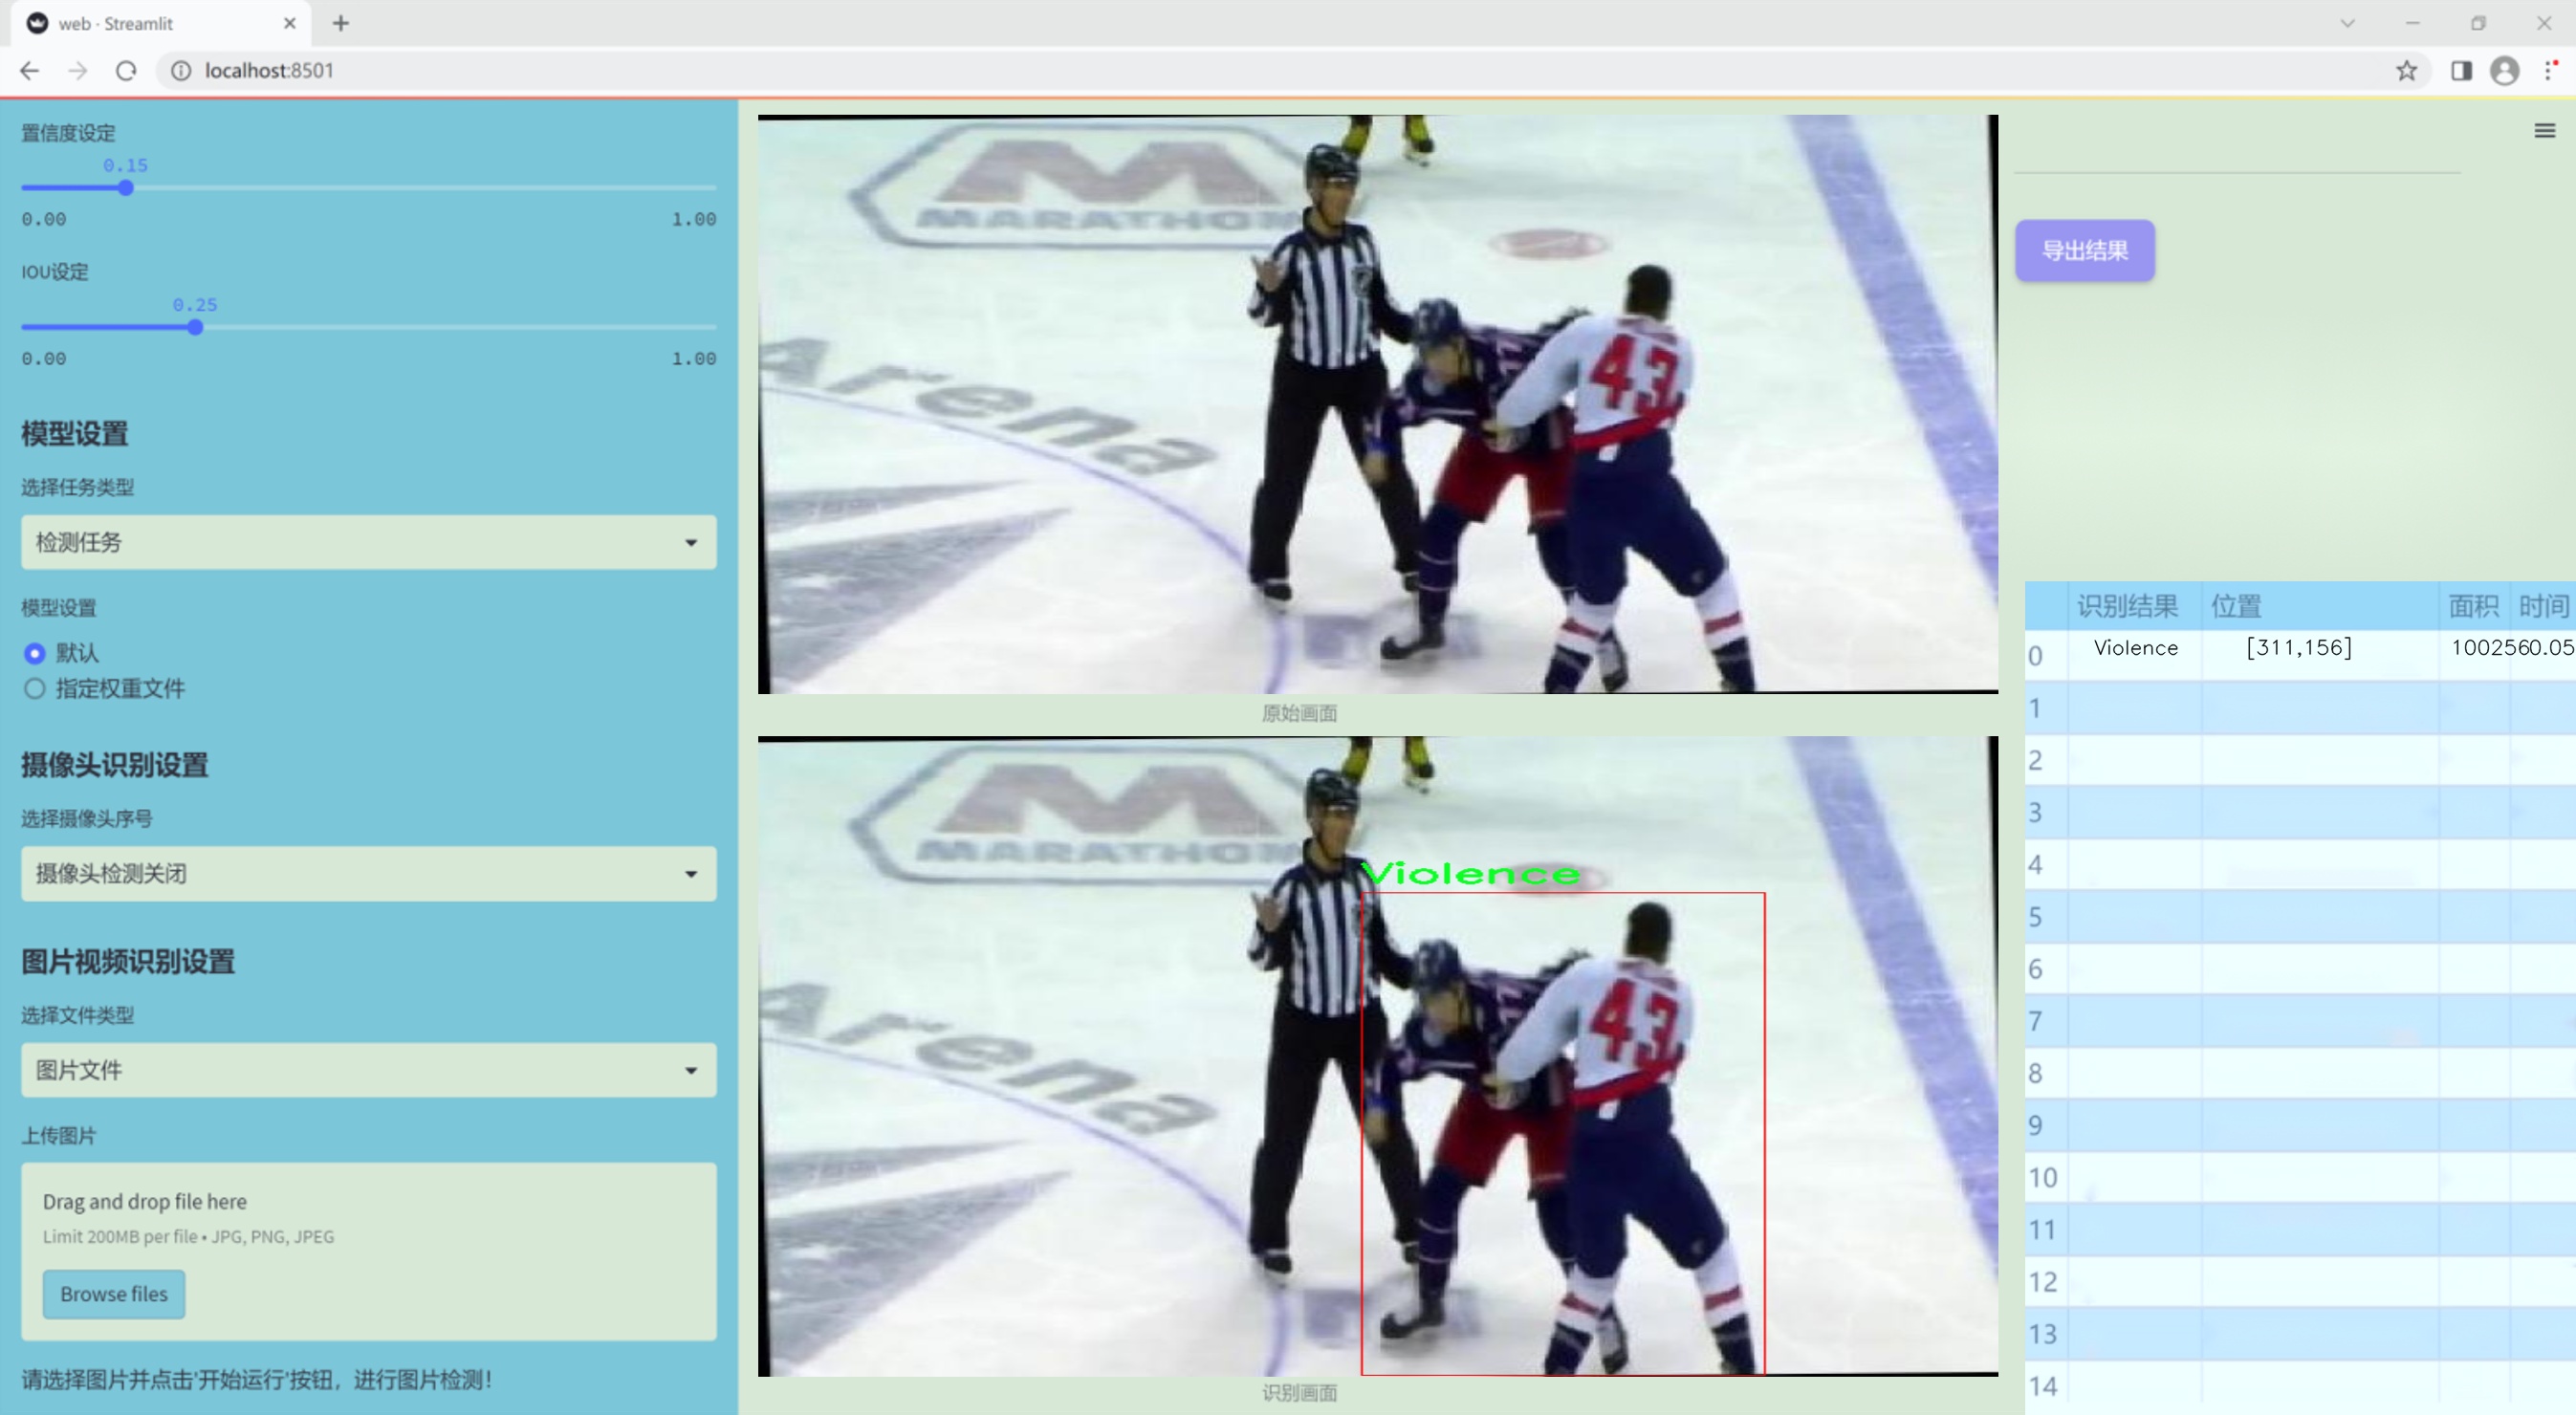 web · Streamlit
localhost:8501
置信度设定
0.15
0.00 1.00
IOU设定
0.25
0.00 1.00
模型设置
选择任务类型
检测任务
模型设置
默认
指定权重文件
摄像头识别设置
选择摄像头序号
摄像头检测关闭
图片视频识别设置
选择文件类型
图片文件
上传图片
Drag and drop file here
Limit 200MB per file • JPG, PNG, JPEG
Browse files
请选择图片并点击'开始运行'按钮，进行图片检测！
M
MARATHON
Arena
43
原始画面
M
MARATHON
Violence
Arena
43
识别画面
导出结果
识别结果 位置 面积 时间
0 Violence [311,156] 1002560.05
1
2
3
4
5
6
7
8
9
10
11
12
13
14